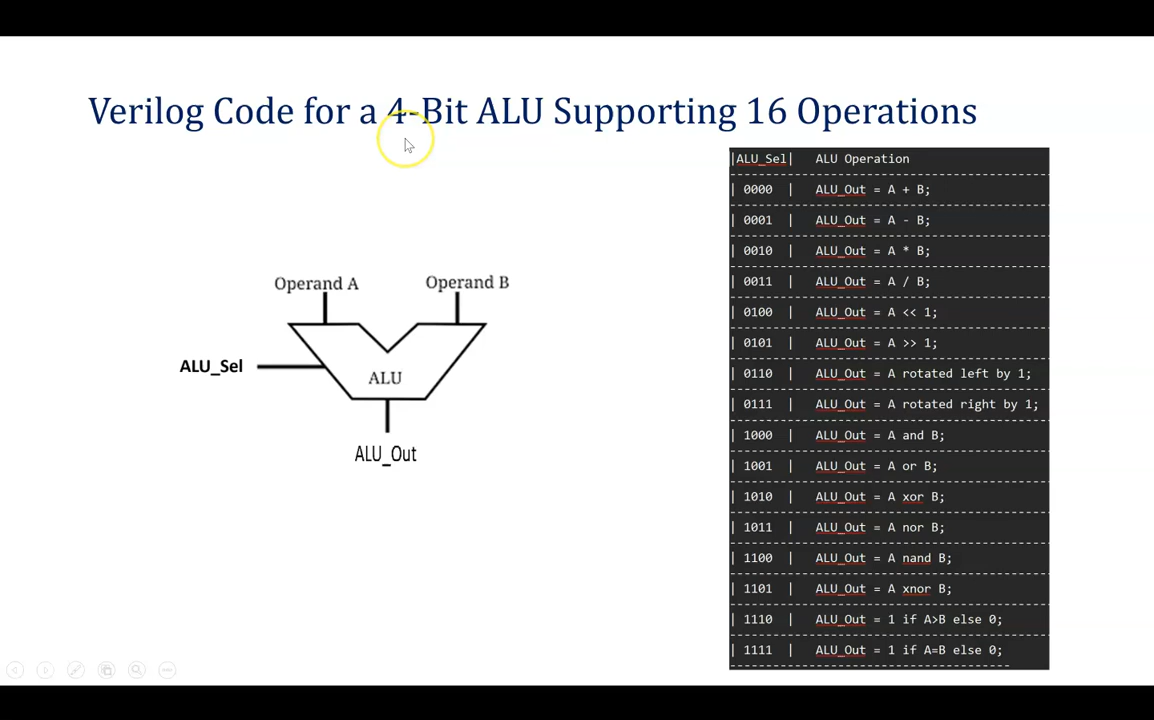 Verilog Code for a 4-Bit ALU Supporting 16 Operations
Operand A
Operand B
ALU_Sel
ALU
ALU_Out
|ALU_Sel| ALU Operation
| 0000 | ALU_Out = A + B;
| 0001 | ALU_Out = A - B;
| 0010 | ALU_Out = A * B;
| 0011 | ALU_Out = A / B;
| 0100 | ALU_Out = A << 1;
| 0101 | ALU_Out = A >> 1;
| 0110 | ALU_Out = A rotated left by 1;
| 0111 | ALU_Out = A rotated right by 1;
| 1000 | ALU_Out = A and B;
| 1001 | ALU_Out = A or B;
| 1010 | ALU_Out = A xor B;
| 1011 | ALU_Out = A nor B;
| 1100 | ALU_Out = A nand B;
| 1101 | ALU_Out = A xnor B;
| 1110 | ALU_Out = 1 if A>B else 0;
| 1111 | ALU_Out = 1 if A=B else 0;